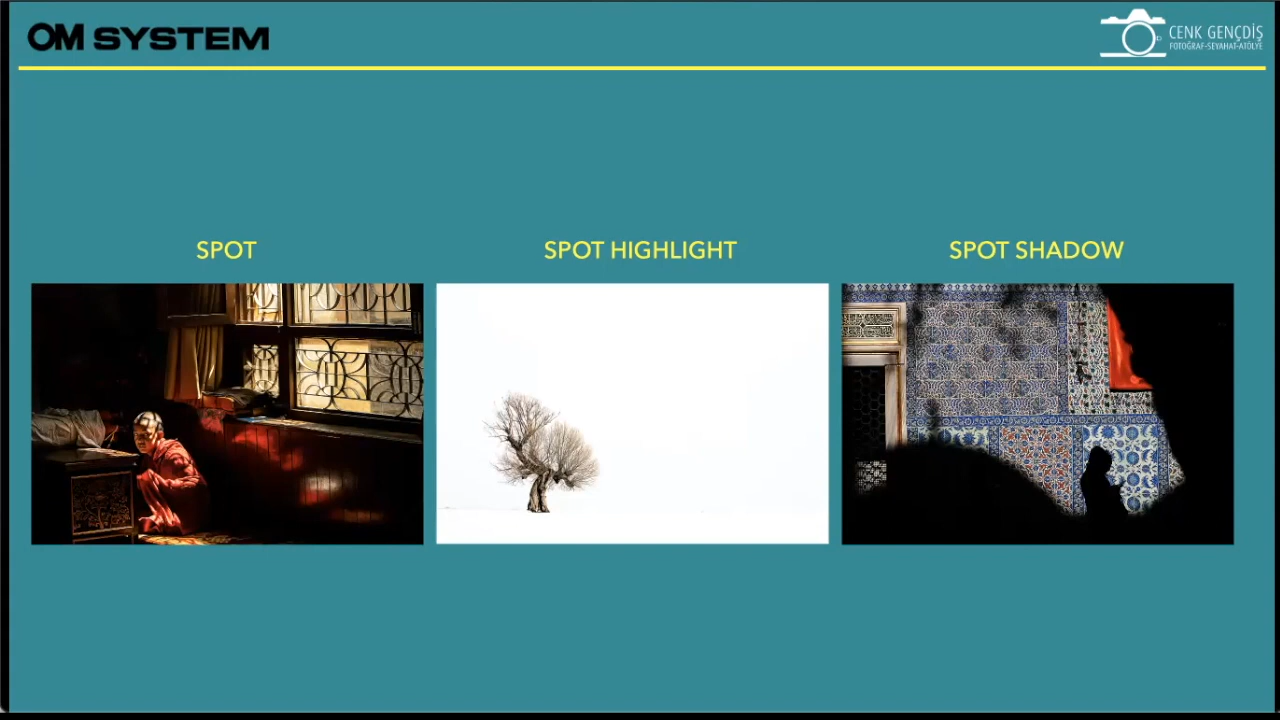 OM SYSTEM
CENK GENÇDİŞ
FOTOĞRAF-SEYAHAT-ATÖLYE
SPOT
SPOT HIGHLIGHT
SPOT SHADOW